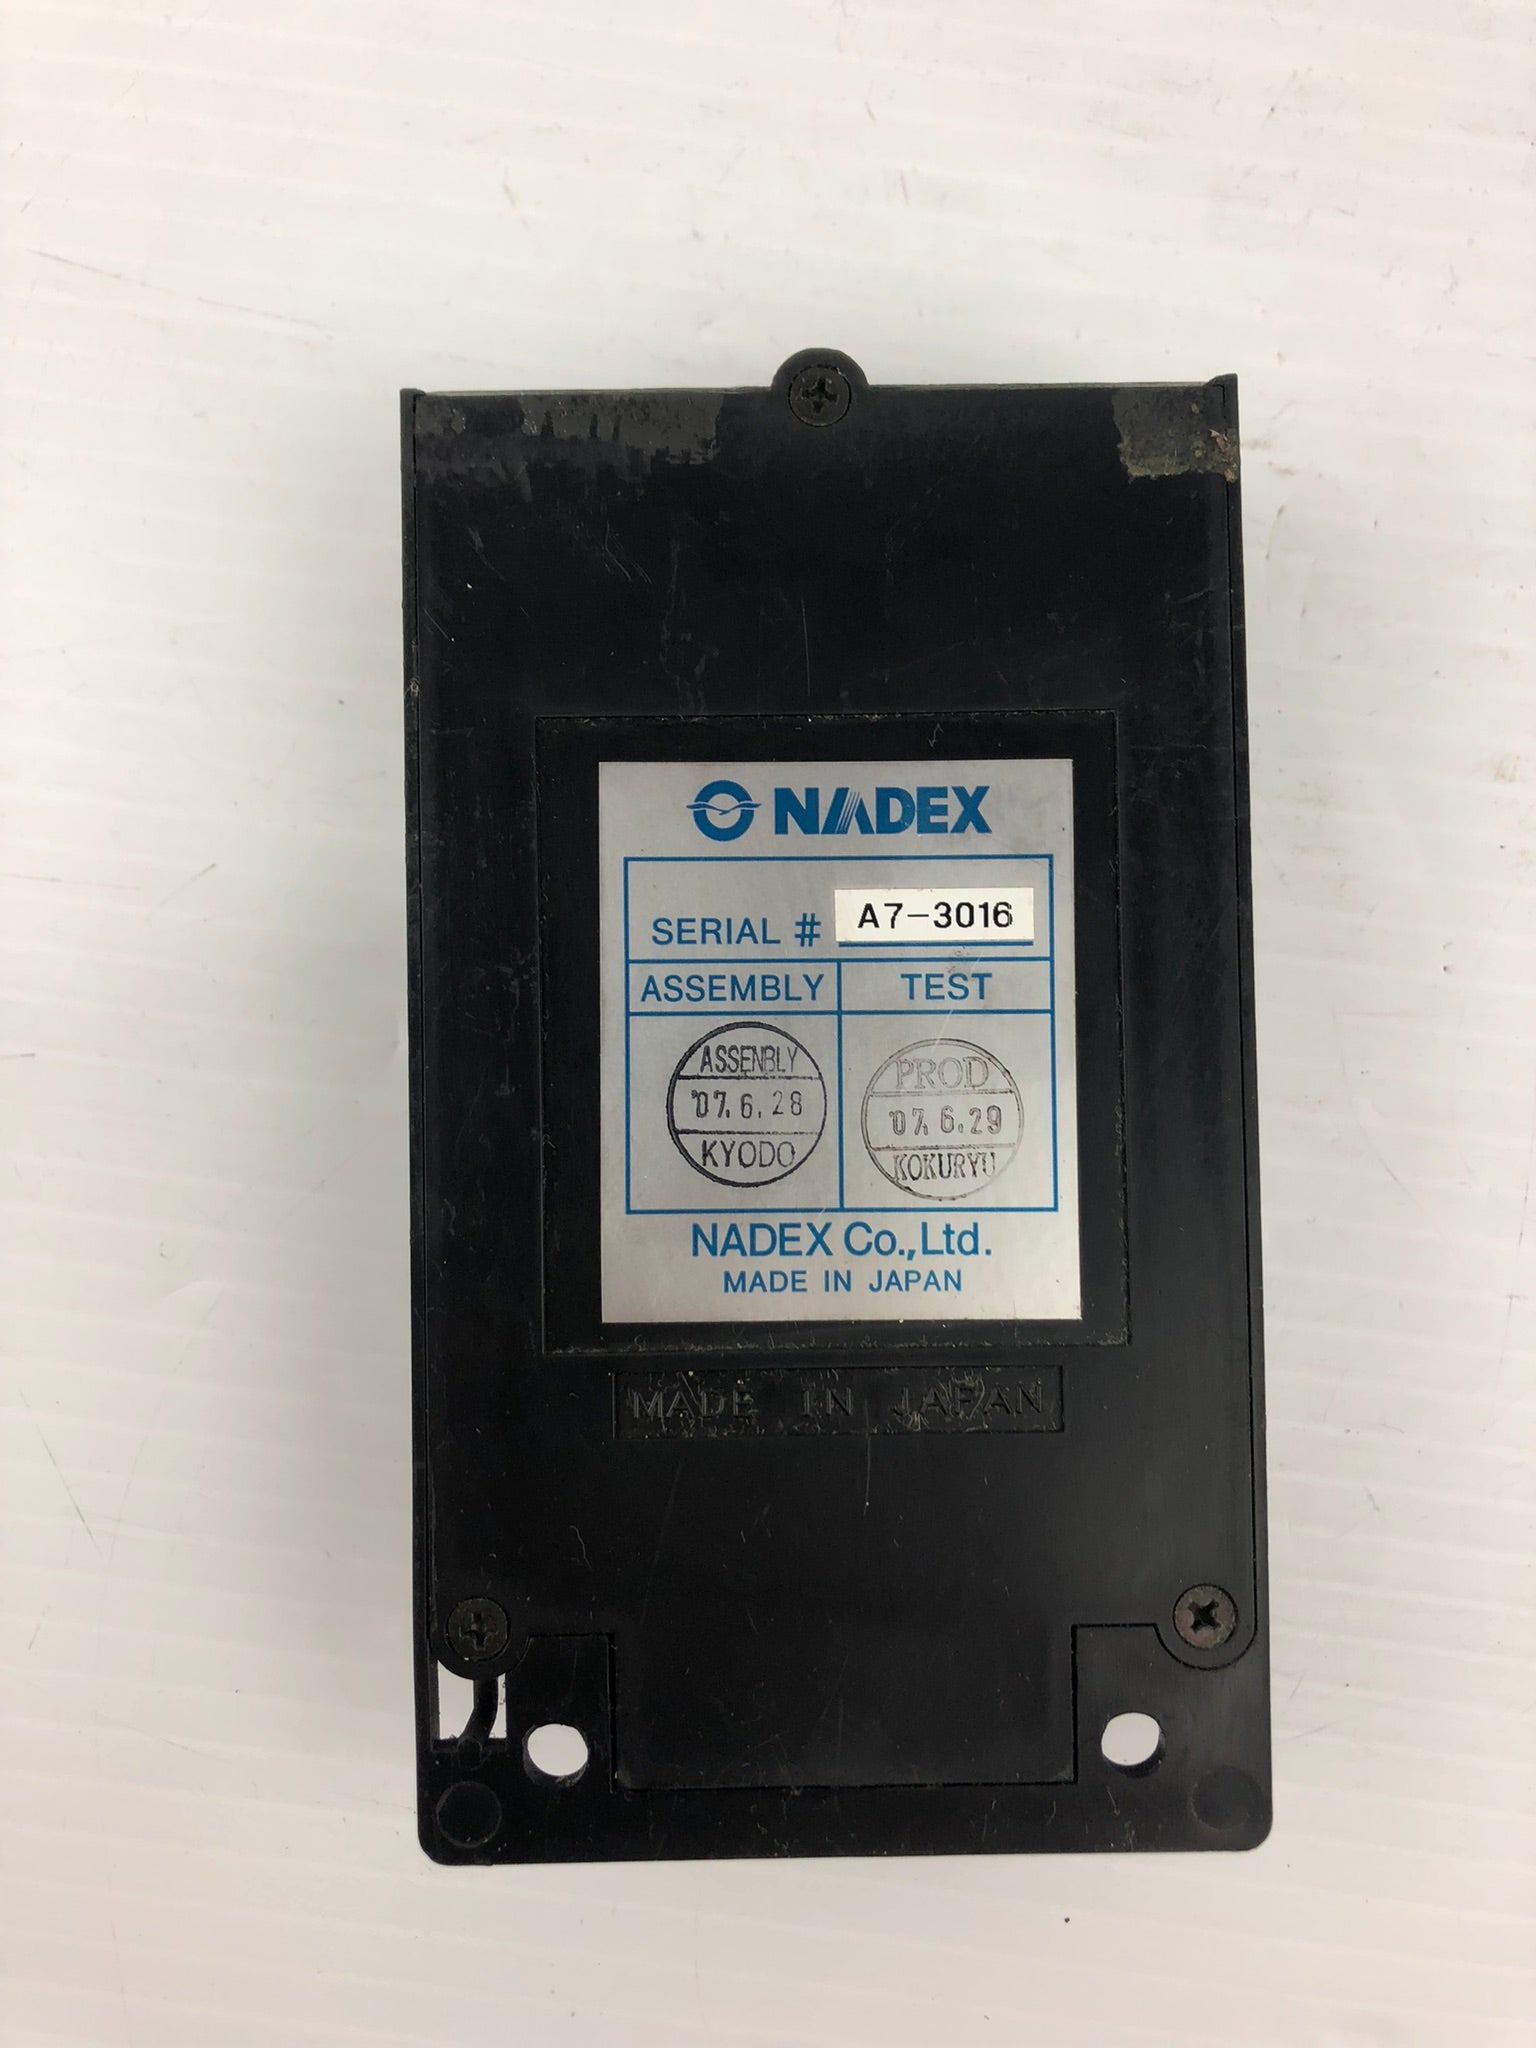 NADEX
SERIAL # A7-3016
ASSEMBLY TEST
ASSENBLY
'07.6.28
KYODO
PROD
'07.6.29
KOKURYU
NADEX Co.,Ltd.
MADE IN JAPAN
MADE IN JAPAN